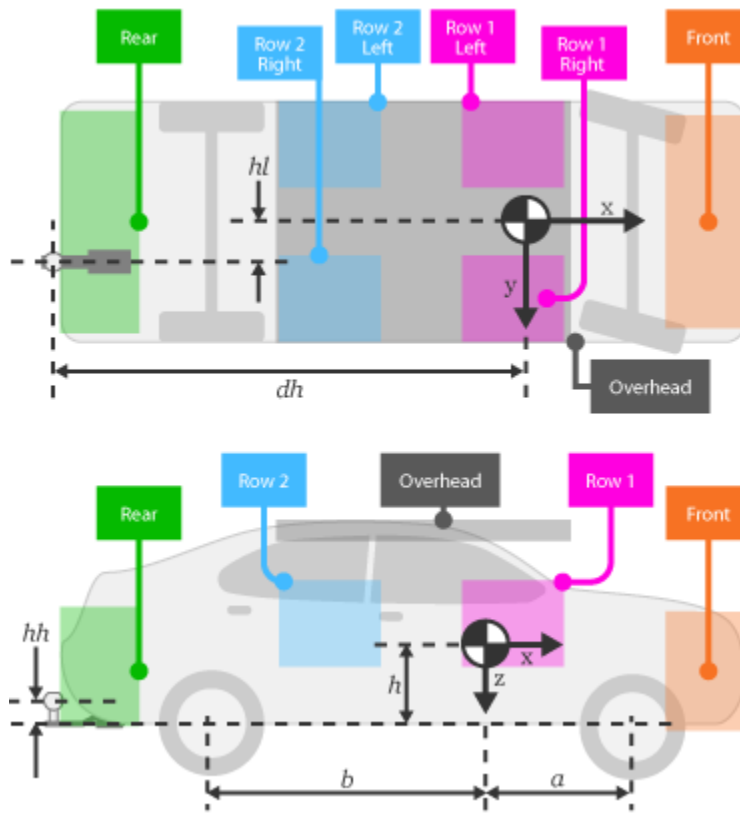 Rear
Row 2
Right
Row 2
Left
Row 1
Left
Row 1
Right
Front
hl
x
y
dh
Overhead
Rear
Row 2
Overhead
Row 1
Front
hh
x
h
z
b
a